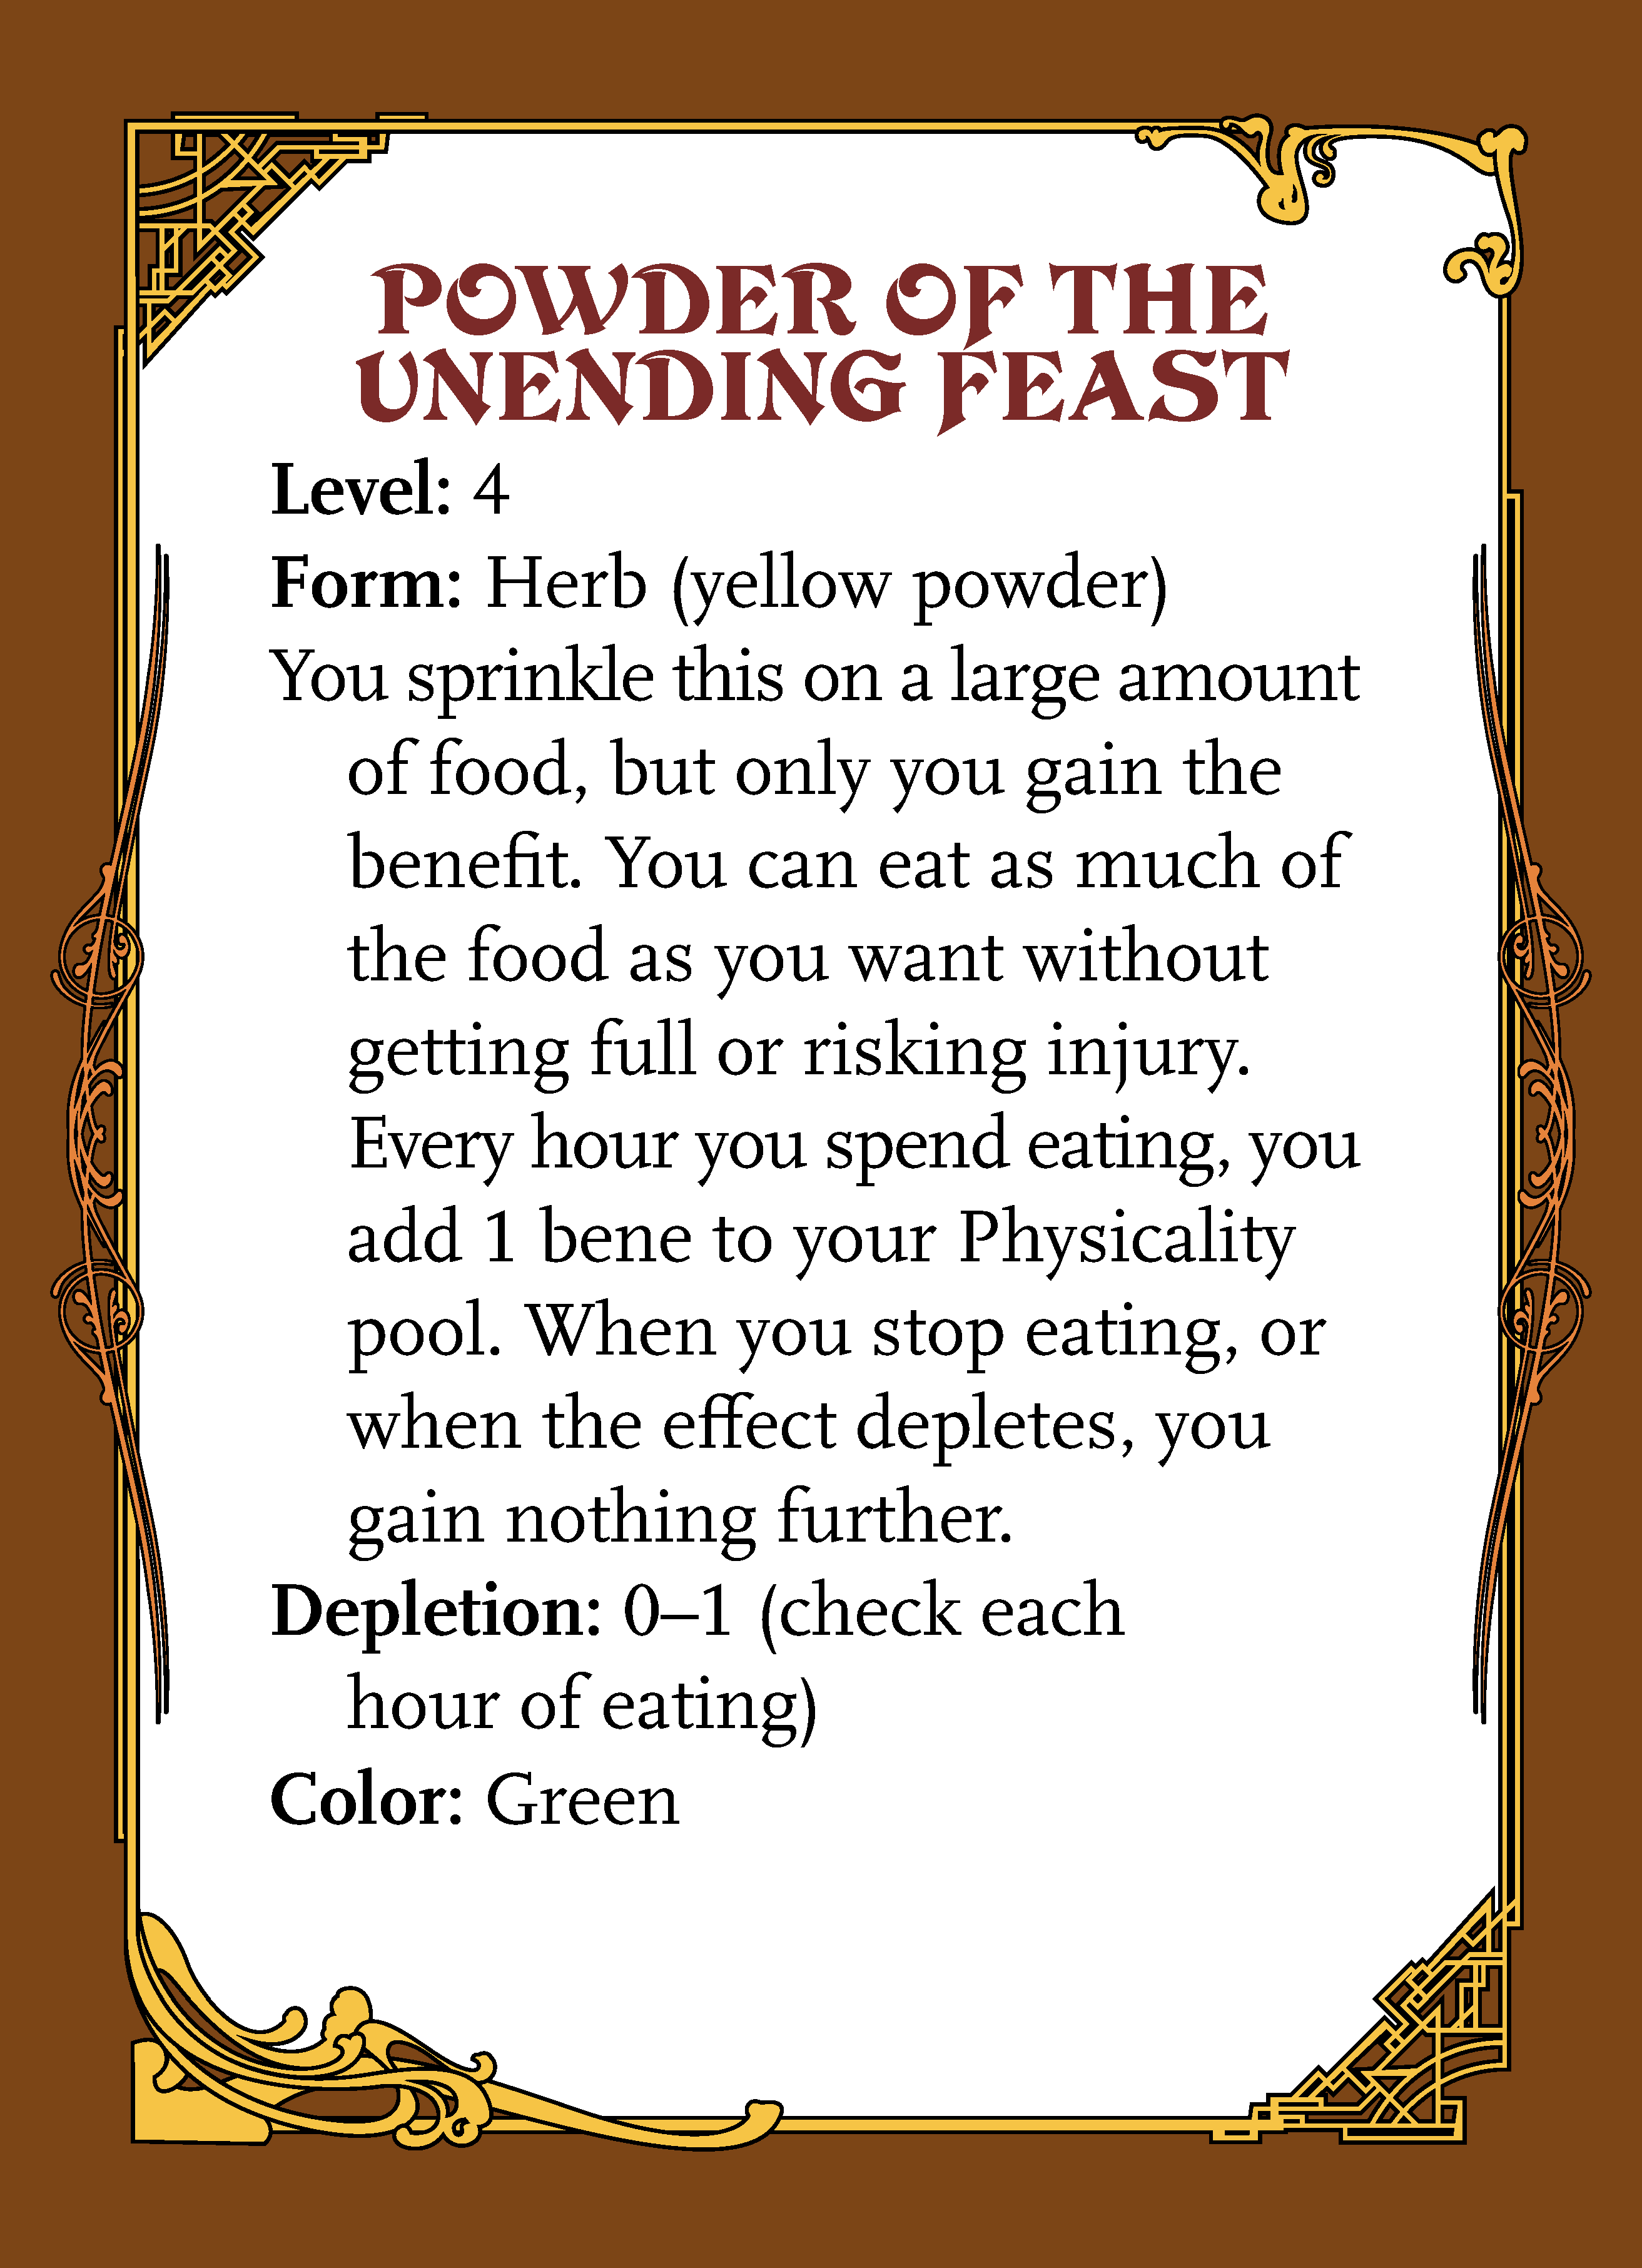 POWDER OF THE
UNENDING FEAST
Level: 4
Form: Herb (yellow powder)
You sprinkle this on a large amount
of food, but only you gain the
benefit. You can eat as much of
the food as you want without
getting full or risking injury.
Every hour you spend eating, you
add 1 bene to your Physicality
pool. When you stop eating, or
when the effect depletes, you
gain nothing further.
Depletion: 0–1 (check each
hour of eating)
Color: Green